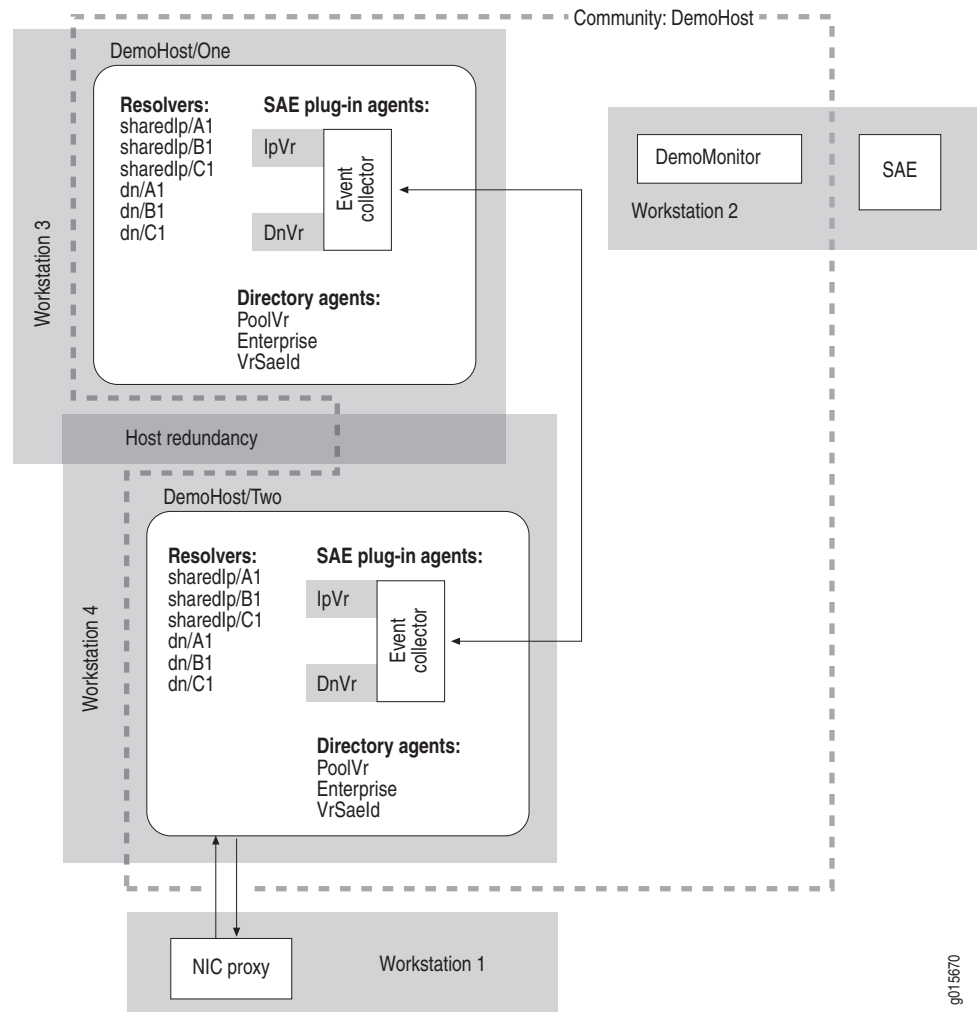 Community: DemoHost
DemoHost/One
Resolvers:
sharedIp/A1
sharedIp/B1
sharedIp/C1
dn/A1
dn/B1
dn/C1
SAE plug-in agents:
IpVr
DnVr
Event
collector
Directory agents:
PoolVr
Enterprise
VrSaeId
Workstation 3
DemoMonitor
Workstation 2
SAE
Host redundancy
DemoHost/Two
Resolvers:
sharedIp/A1
sharedIp/B1
sharedIp/C1
dn/A1
dn/B1
dn/C1
SAE plug-in agents:
IpVr
DnVr
Event
collector
Directory agents:
PoolVr
Enterprise
VrSaeId
Workstation 4
NIC proxy
Workstation 1
g015670